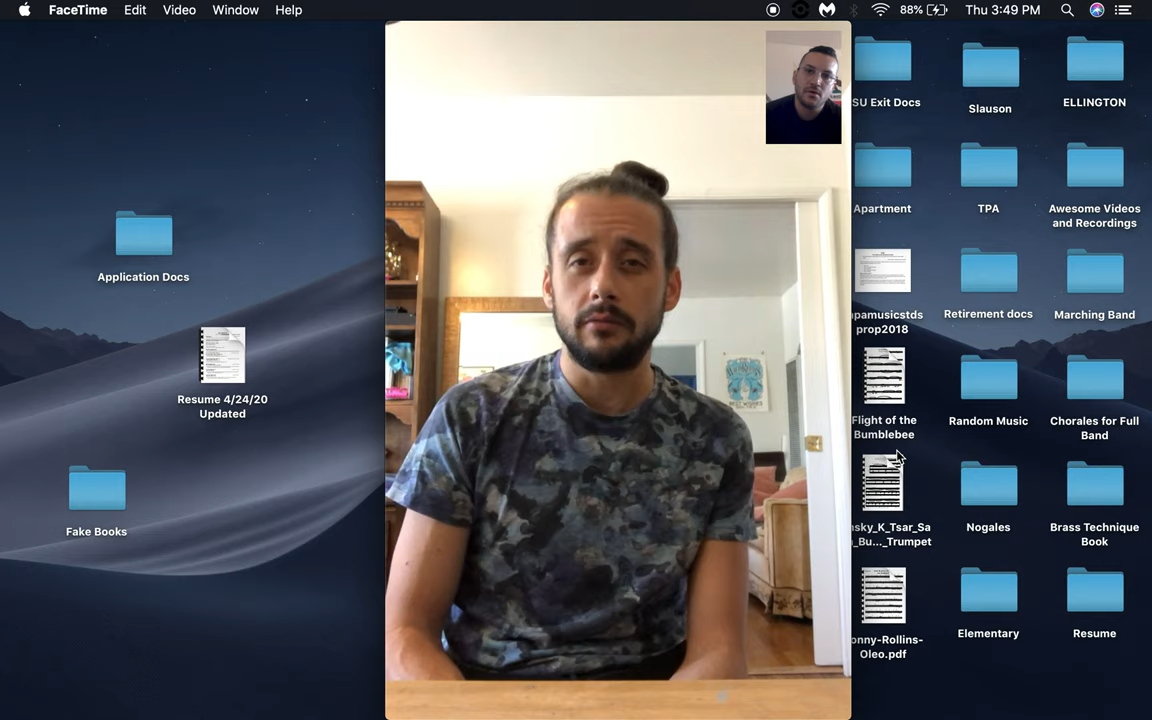 FaceTime Edit Video Window Help
88% Thu 3:49 PM
SU Exit Docs
Slauson
ELLINGTON
Application Docs
Apartment
TPA
Awesome Videos
and Recordings
Resume 4/24/20
Updated
pamusicstds
prop2018
Retirement docs
Marching Band
Flight of the
Bumblebee
Random Music
Chorales for Full
Band
Fake Books
nsky_K_Tsar_Sa
_Bu..._Trumpet
Nogales
Brass Technique
Book
onny-Rollins-
Oleo.pdf
Elementary
Resume